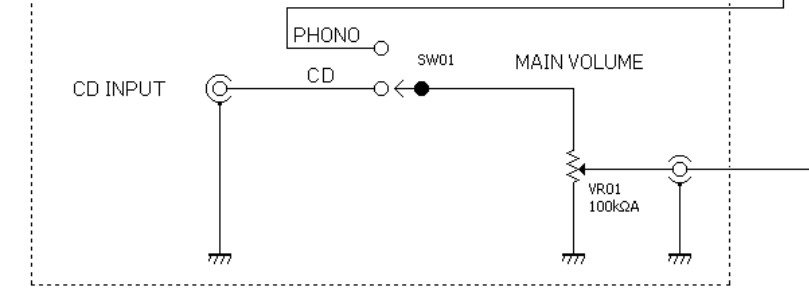 PHONO
SW01
MAIN VOLUME
CD
CD INPUT
VR01
100kΩA